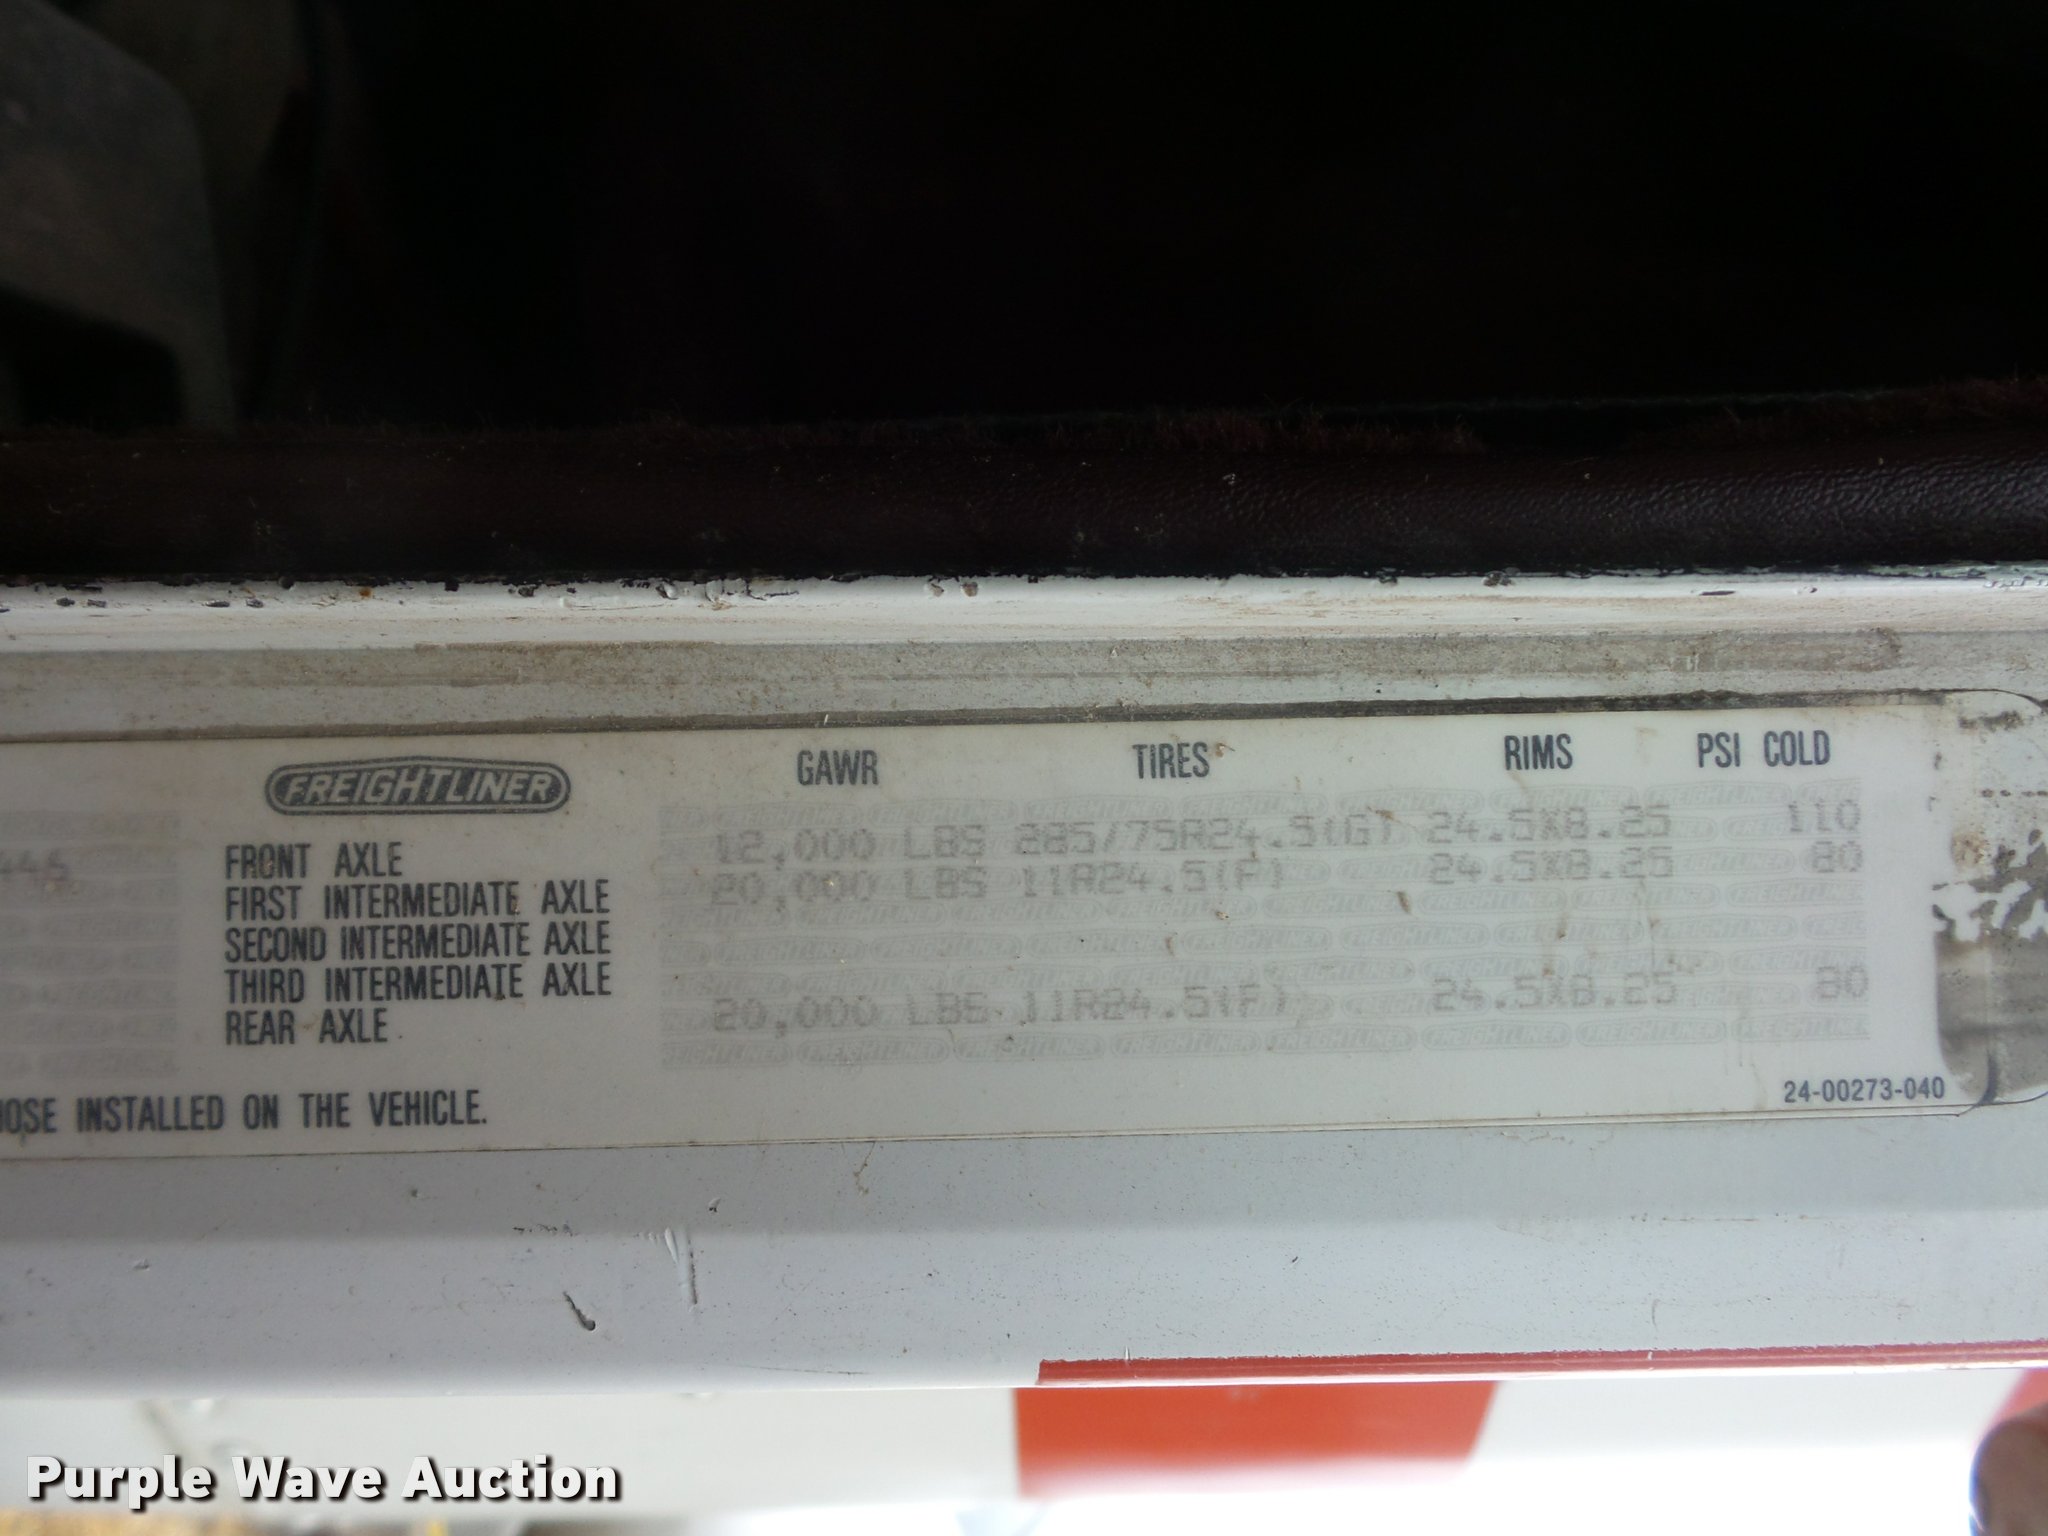 FREIGHTLINER GAWR TIRES RIMS PSI COLD
FRONT AXLE 12,000 LBS 285/75R24.5(G) 24.5X8.25 110
FIRST INTERMEDIATE AXLE 20,000 LBS 11R24.5(F) 24.5X8.25 80
SECOND INTERMEDIATE AXLE
THIRD INTERMEDIATE AXLE
REAR AXLE 20,000 LBS 11R24.5(F) 24.5X8.25 80
24-00273-040
INSTALLED ON THE VEHICLE.
Purple Wave Auction